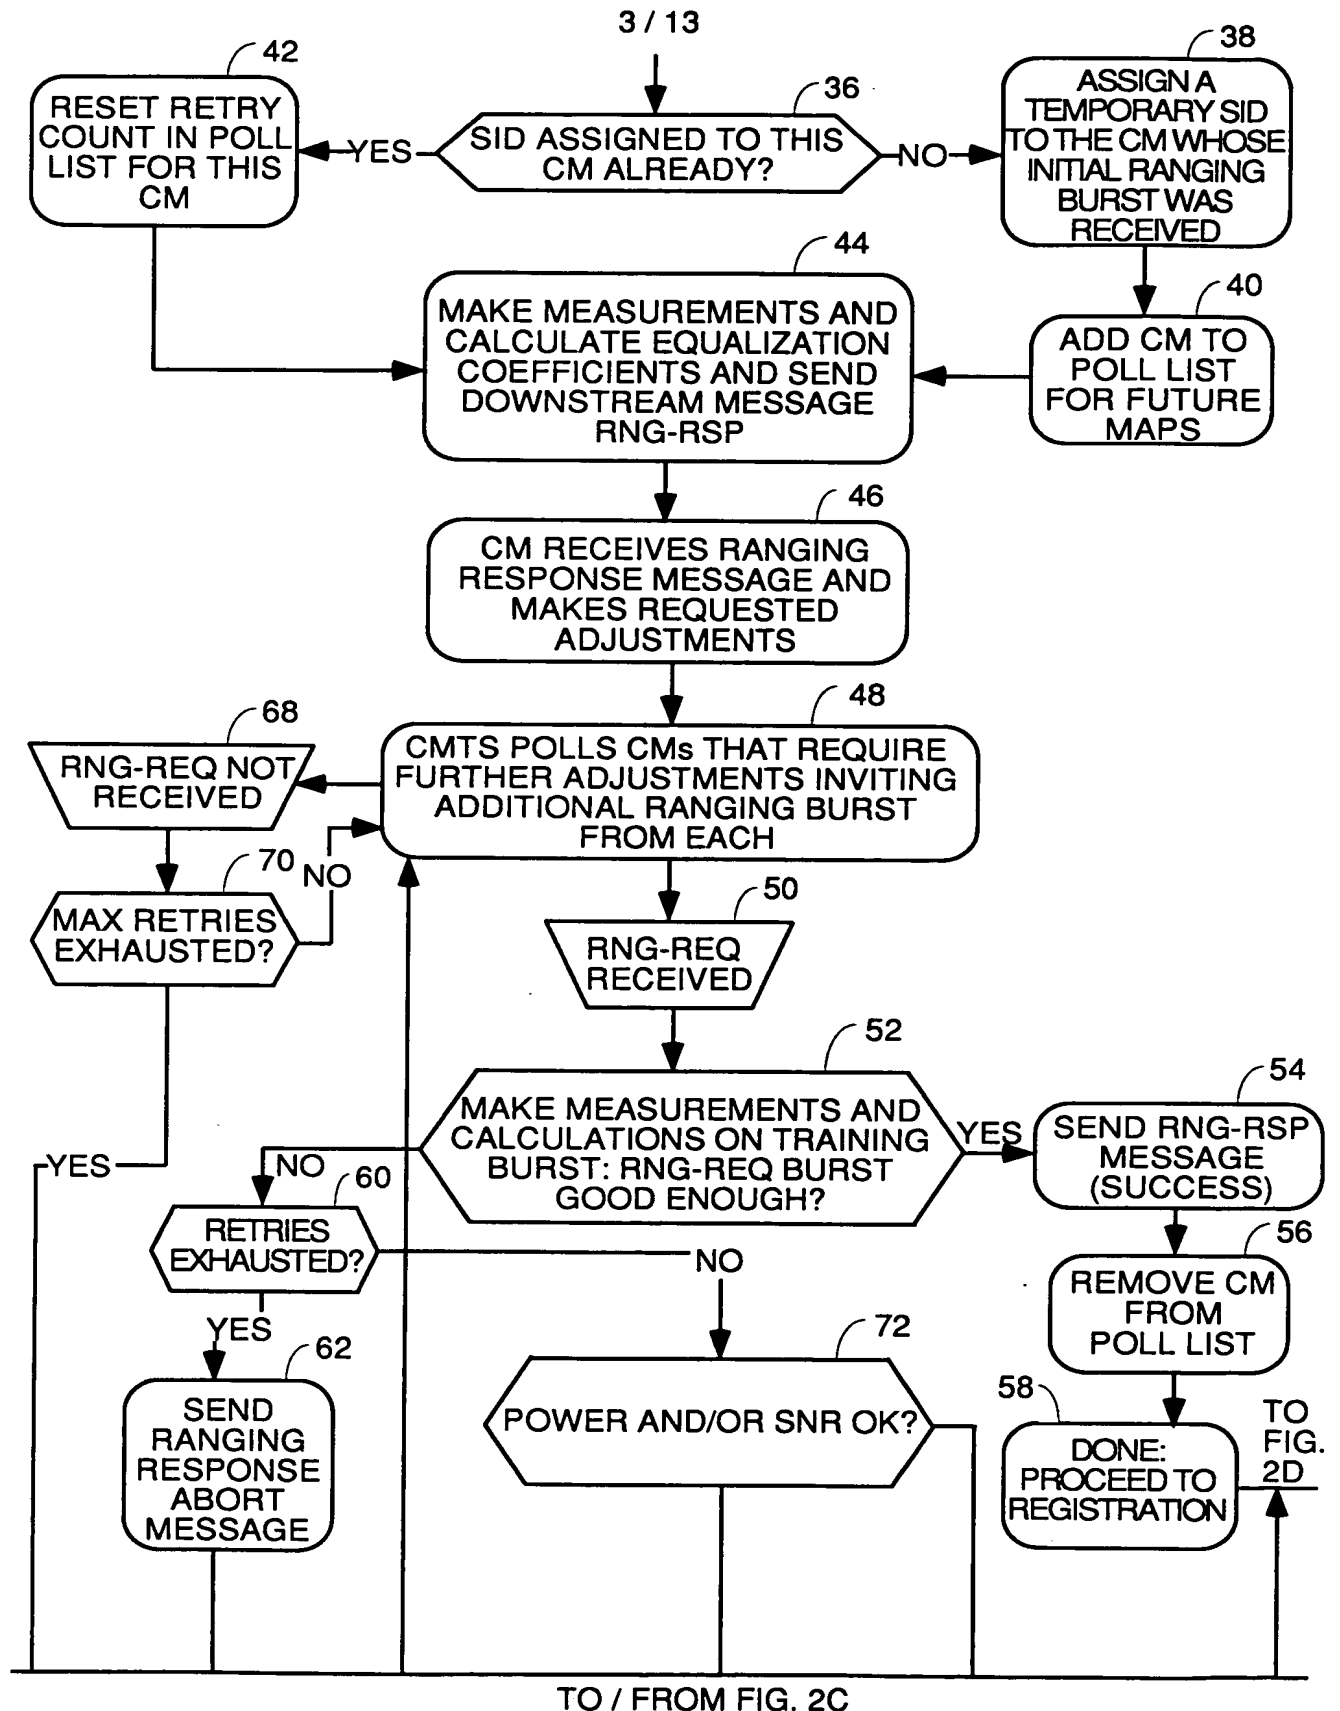 3 / 13
42
RESET RETRY
COUNT IN POLL
LIST FOR THIS
CM
YES
36
SID ASSIGNED TO THIS
CM ALREADY?
NO
38
ASSIGN A
TEMPORARY SID
TO THE CM WHOSE
INITIAL RANGING
BURST WAS
RECEIVED
40
ADD CM TO
POLL LIST
FOR FUTURE
MAPS
44
MAKE MEASUREMENTS AND
CALCULATE EQUALIZATION
COEFFICIENTS AND SEND
DOWNSTREAM MESSAGE
RNG-RSP
46
CM RECEIVES RANGING
RESPONSE MESSAGE AND
MAKES REQUESTED
ADJUSTMENTS
48
CMTS POLLS CMs THAT REQUIRE
FURTHER ADJUSTMENTS INVITING
ADDITIONAL RANGING BURST
FROM EACH
68
RNG-REQ NOT
RECEIVED
70
NO
MAX RETRIES
EXHAUSTED?
YES
50
RNG-REQ
RECEIVED
52
MAKE MEASUREMENTS AND
CALCULATIONS ON TRAINING
BURST: RNG-REQ BURST
GOOD ENOUGH?
YES
54
SEND RNG-RSP
MESSAGE
(SUCCESS)
56
REMOVE CM
FROM
POLL LIST
58
DONE:
PROCEED TO
REGISTRATION
TO
FIG.
2D
NO
60
RETRIES
EXHAUSTED?
NO
YES
62
SEND
RANGING
RESPONSE
ABORT
MESSAGE
72
POWER AND/OR SNR OK?
TO / FROM FIG. 2C